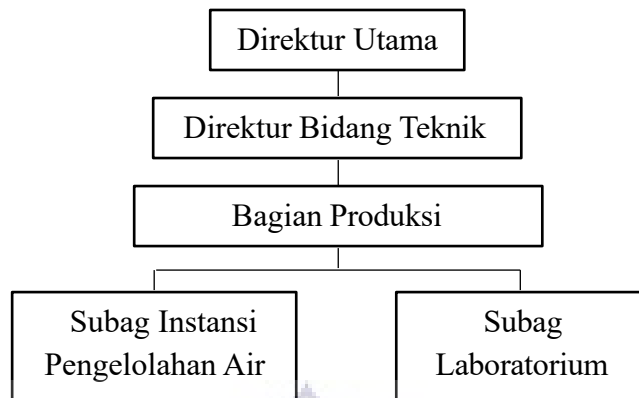 Direktur Utama
Direktur Bidang Teknik
Bagian Produksi
Subag Instansi
Pengelolahan Air
Subag
Laboratorium